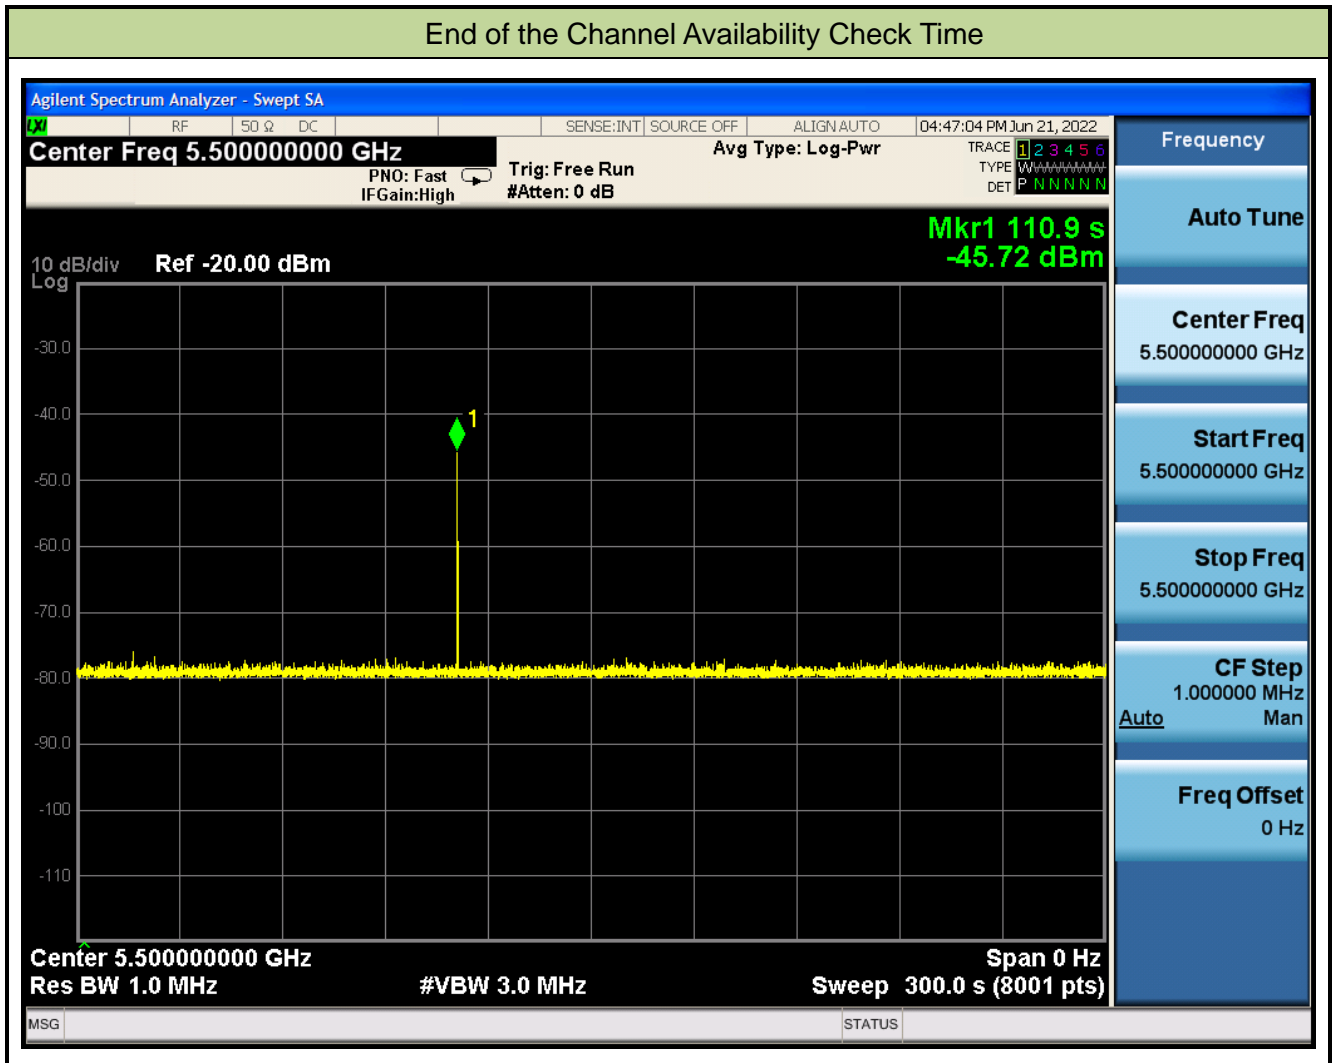 End of the Channel Availability Check Time
Agilent Spectrum Analyzer - Swept SA
LXI RF 50 Ω DC SENSE:INT SOURCE OFF ALIGN AUTO 04:47:04 PM Jun 21, 2022
Center Freq 5.500000000 GHz
PNO: Fast
IFGain:High
Trig: Free Run
#Atten: 0 dB
Avg Type: Log-Pwr
TRACE 1 2 3 4 5 6
TYPE WWWWWW
DET P N N N N N
Mkr1 110.9 s
-45.72 dBm
10 dB/div Ref -20.00 dBm
Log
-30.0
-40.0
-50.0
-60.0
-70.0
-80.0
-90.0
-100
-110
1
Center 5.500000000 GHz Span 0 Hz
Res BW 1.0 MHz #VBW 3.0 MHz Sweep 300.0 s (8001 pts)
MSG STATUS
Frequency
Auto Tune
Center Freq
5.500000000 GHz
Start Freq
5.500000000 GHz
Stop Freq
5.500000000 GHz
CF Step
1.000000 MHz
Auto Man
Freq Offset
0 Hz